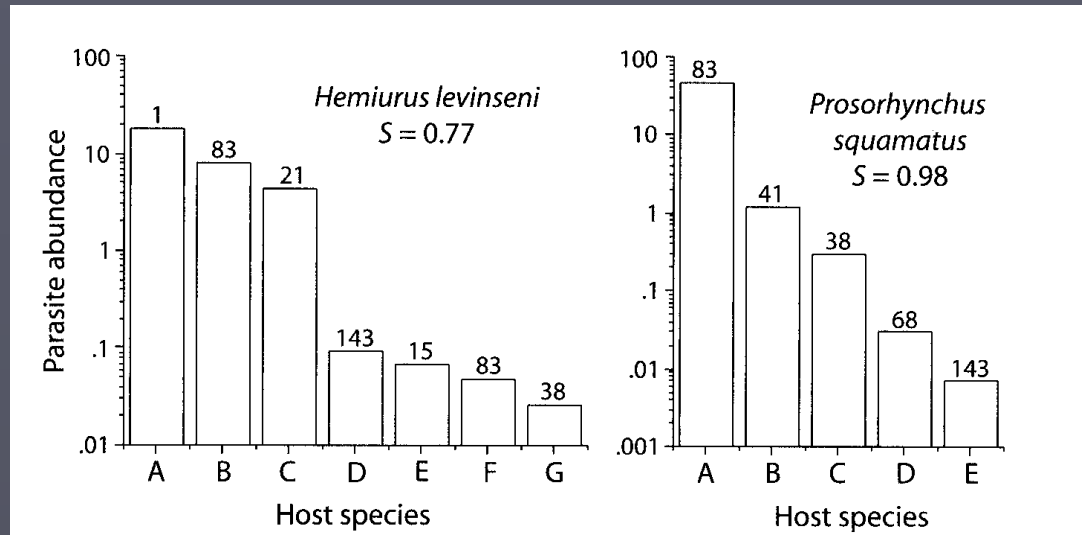 Parasite abundance
100
10
1
.1
.01
Hemiurus levinseni
S = 0.77
1
83
21
143
15
83
38
A B C D E F G
Host species
100
10
1
.1
.01
.001
Prosorhynchus
squamatus
S = 0.98
83
41
38
68
143
A B C D E
Host species